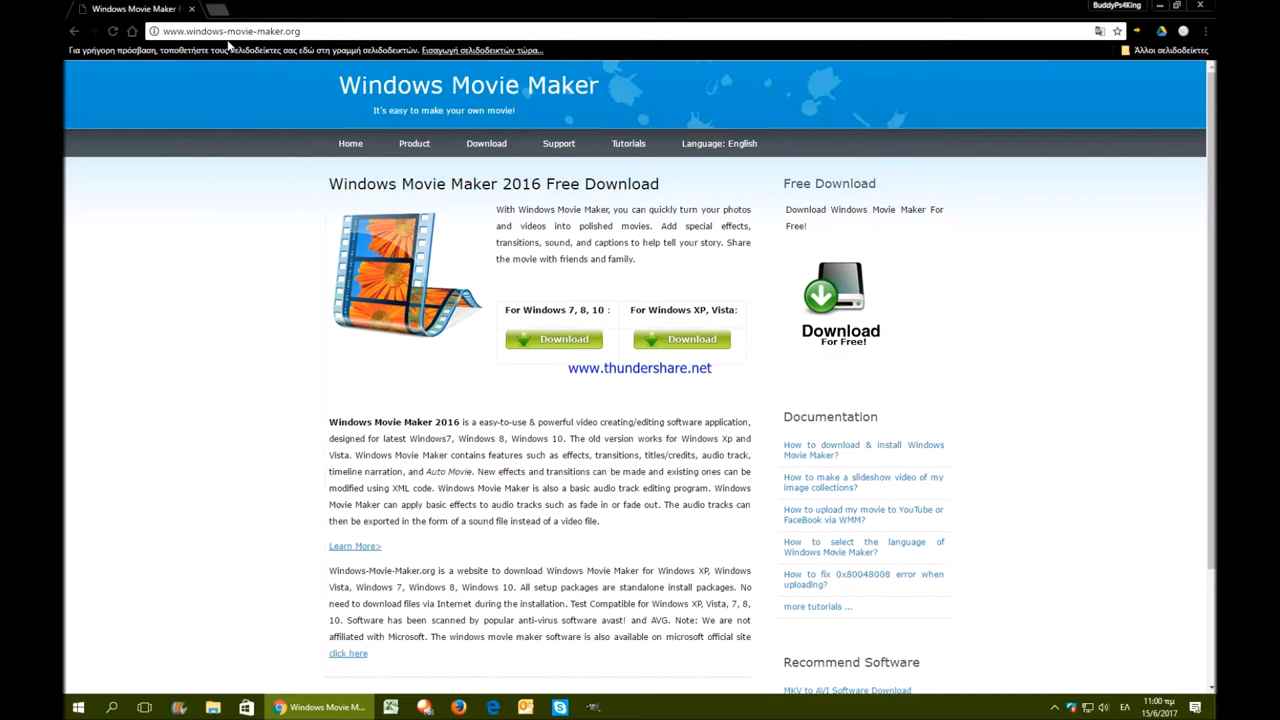 Windows Movie Maker
BuddyPs4King
www.windows-movie-maker.org
Για γρήγορη πρόσβαση, τοποθετήστε τους σελιδοδείκτες σας εδώ στη γραμμή σελιδοδεικτών. Εισαγωγή σελιδοδεικτών τώρα...
Άλλοι σελιδοδείκτες
Windows Movie Maker
It's easy to make your own movie!
Home Product Download Support Tutorials Language: English
Windows Movie Maker 2016 Free Download
With Windows Movie Maker, you can quickly turn your photos
and videos into polished movies. Add special effects,
transitions, sound, and captions to help tell your story. Share
the movie with friends and family.
For Windows 7, 8, 10 : For Windows XP, Vista:
Download Download
www.thundershare.net
Windows Movie Maker 2016 is a easy-to-use & powerful video creating/editing software application,
designed for latest Windows7, Windows 8, Windows 10. The old version works for Windows Xp and
Vista. Windows Movie Maker contains features such as effects, transitions, titles/credits, audio track,
timeline narration, and Auto Movie. New effects and transitions can be made and existing ones can be
modified using XML code. Windows Movie Maker is also a basic audio track editing program. Windows
Movie Maker can apply basic effects to audio tracks such as fade in or fade out. The audio tracks can
then be exported in the form of a sound file instead of a video file.
Learn More>
Windows-Movie-Maker.org is a website to download Windows Movie Maker for Windows XP, Windows
Vista, Windows 7, Windows 8, Windows 10. All setup packages are standalone install packages. No
need to download files via Internet during the installation. Test Compatible for Windows XP, Vista, 7, 8,
10. Software has been scanned by popular anti-virus software avast! and AVG. Note: We are not
affiliated with Microsoft. The windows movie maker software is also available on microsoft official site
click here
Free Download
Download Windows Movie Maker For
Free!
Download
For Free!
Documentation
How to download & install Windows
Movie Maker?
How to make a slideshow video of my
image collections?
How to upload my movie to YouTube or
FaceBook via WMM?
How to select the language of
Windows Movie Maker?
How to fix 0x80048008 error when
uploading?
more tutorials ...
Recommend Software
MKV to AVI Software Download
Windows Movie M...
ΕΛ
11:00 πμ
15/6/2017